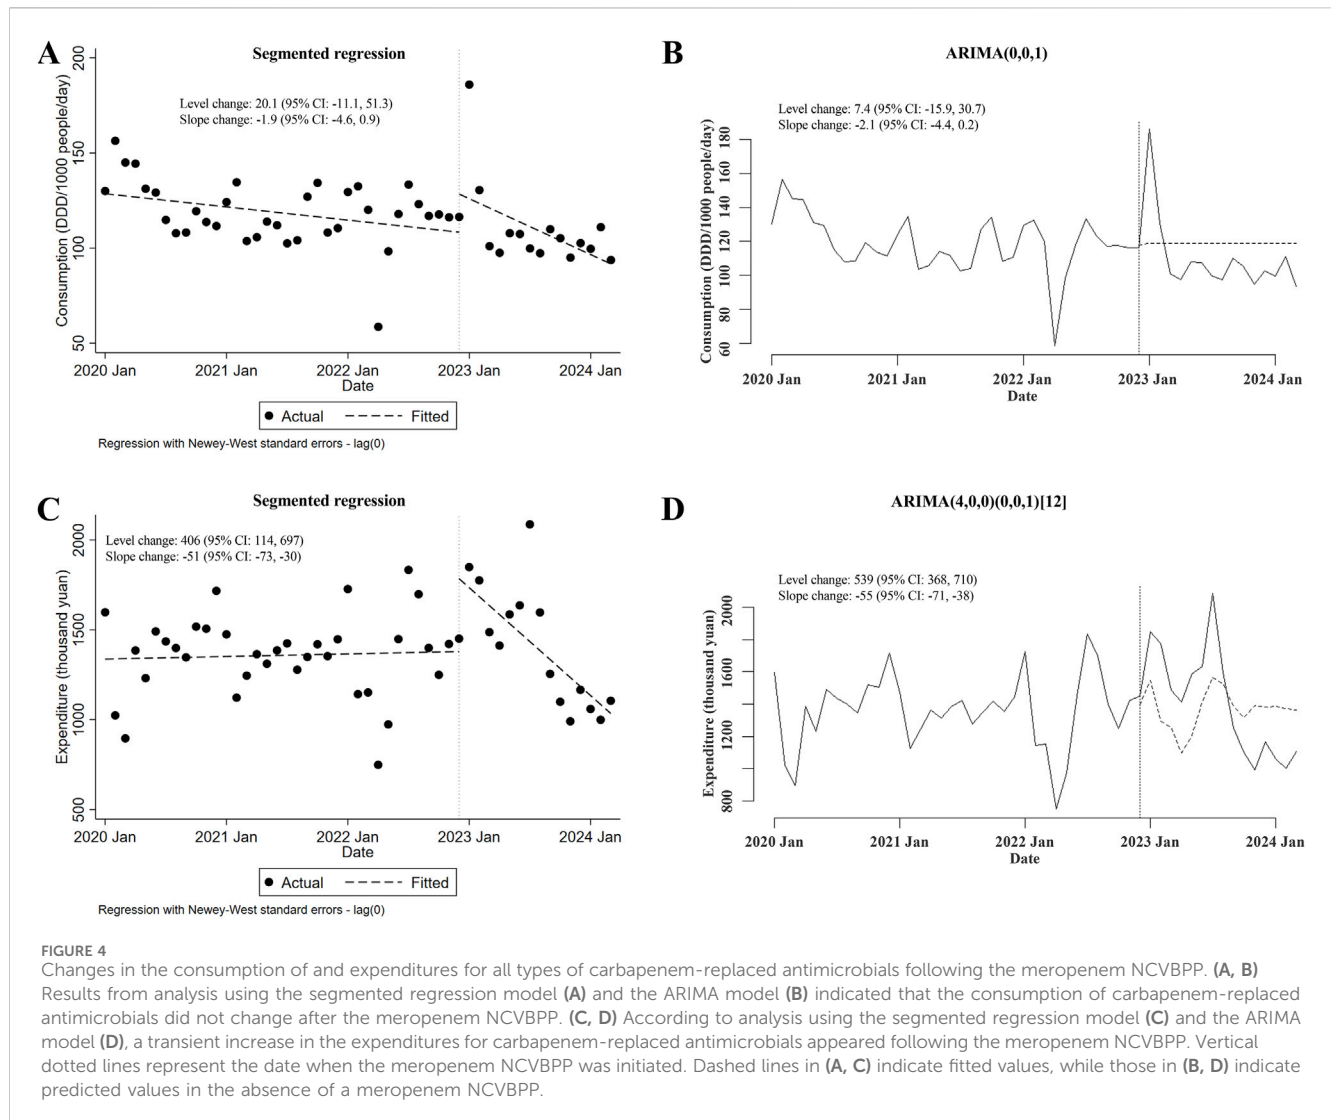 A
Segmented regression
Level change: 20.1 (95% CI: -11.1, 51.3)
Slope change: -1.9 (95% CI: -4.6, 0.9)
Consumption (DDD/1000 people/day)
200
150
100
50
2020 Jan 2021 Jan 2022 Jan 2023 Jan 2024 Jan
Date
Actual Fitted
Regression with Newey-West standard errors - lag(0)
B
ARIMA(0,0,1)
Level change: 7.4 (95% CI: -15.9, 30.7)
Slope change: -2.1 (95% CI: -4.4, 0.2)
Consumption (DDD/1000 people/day)
180
160
140
120
100
80
60
2020 Jan 2021 Jan 2022 Jan 2023 Jan 2024 Jan
Date
C
Segmented regression
Level change: 406 (95% CI: 114, 697)
Slope change: -51 (95% CI: -73, -30)
Expenditure (thousand yuan)
2000
1500
1000
500
2020 Jan 2021 Jan 2022 Jan 2023 Jan 2024 Jan
Date
Actual Fitted
Regression with Newey-West standard errors - lag(0)
D
ARIMA(4,0,0)(0,0,1)[12]
Level change: 539 (95% CI: 368, 710)
Slope change: -55 (95% CI: -71, -38)
Expenditure (thousand yuan)
2000
1600
1200
800
2020 Jan 2021 Jan 2022 Jan 2023 Jan 2024 Jan
Date
FIGURE 4
Changes in the consumption of and expenditures for all types of carbapenem-replaced antimicrobials following the meropenem NCVBPP. (A, B)
Results from analysis using the segmented regression model (A) and the ARIMA model (B) indicated that the consumption of carbapenem-replaced
antimicrobials did not change after the meropenem NCVBPP. (C, D) According to analysis using the segmented regression model (C) and the ARIMA
model (D), a transient increase in the expenditures for carbapenem-replaced antimicrobials appeared following the meropenem NCVBPP. Vertical
dotted lines represent the date when the meropenem NCVBPP was initiated. Dashed lines in (A, C) indicate fitted values, while those in (B, D) indicate
predicted values in the absence of a meropenem NCVBPP.